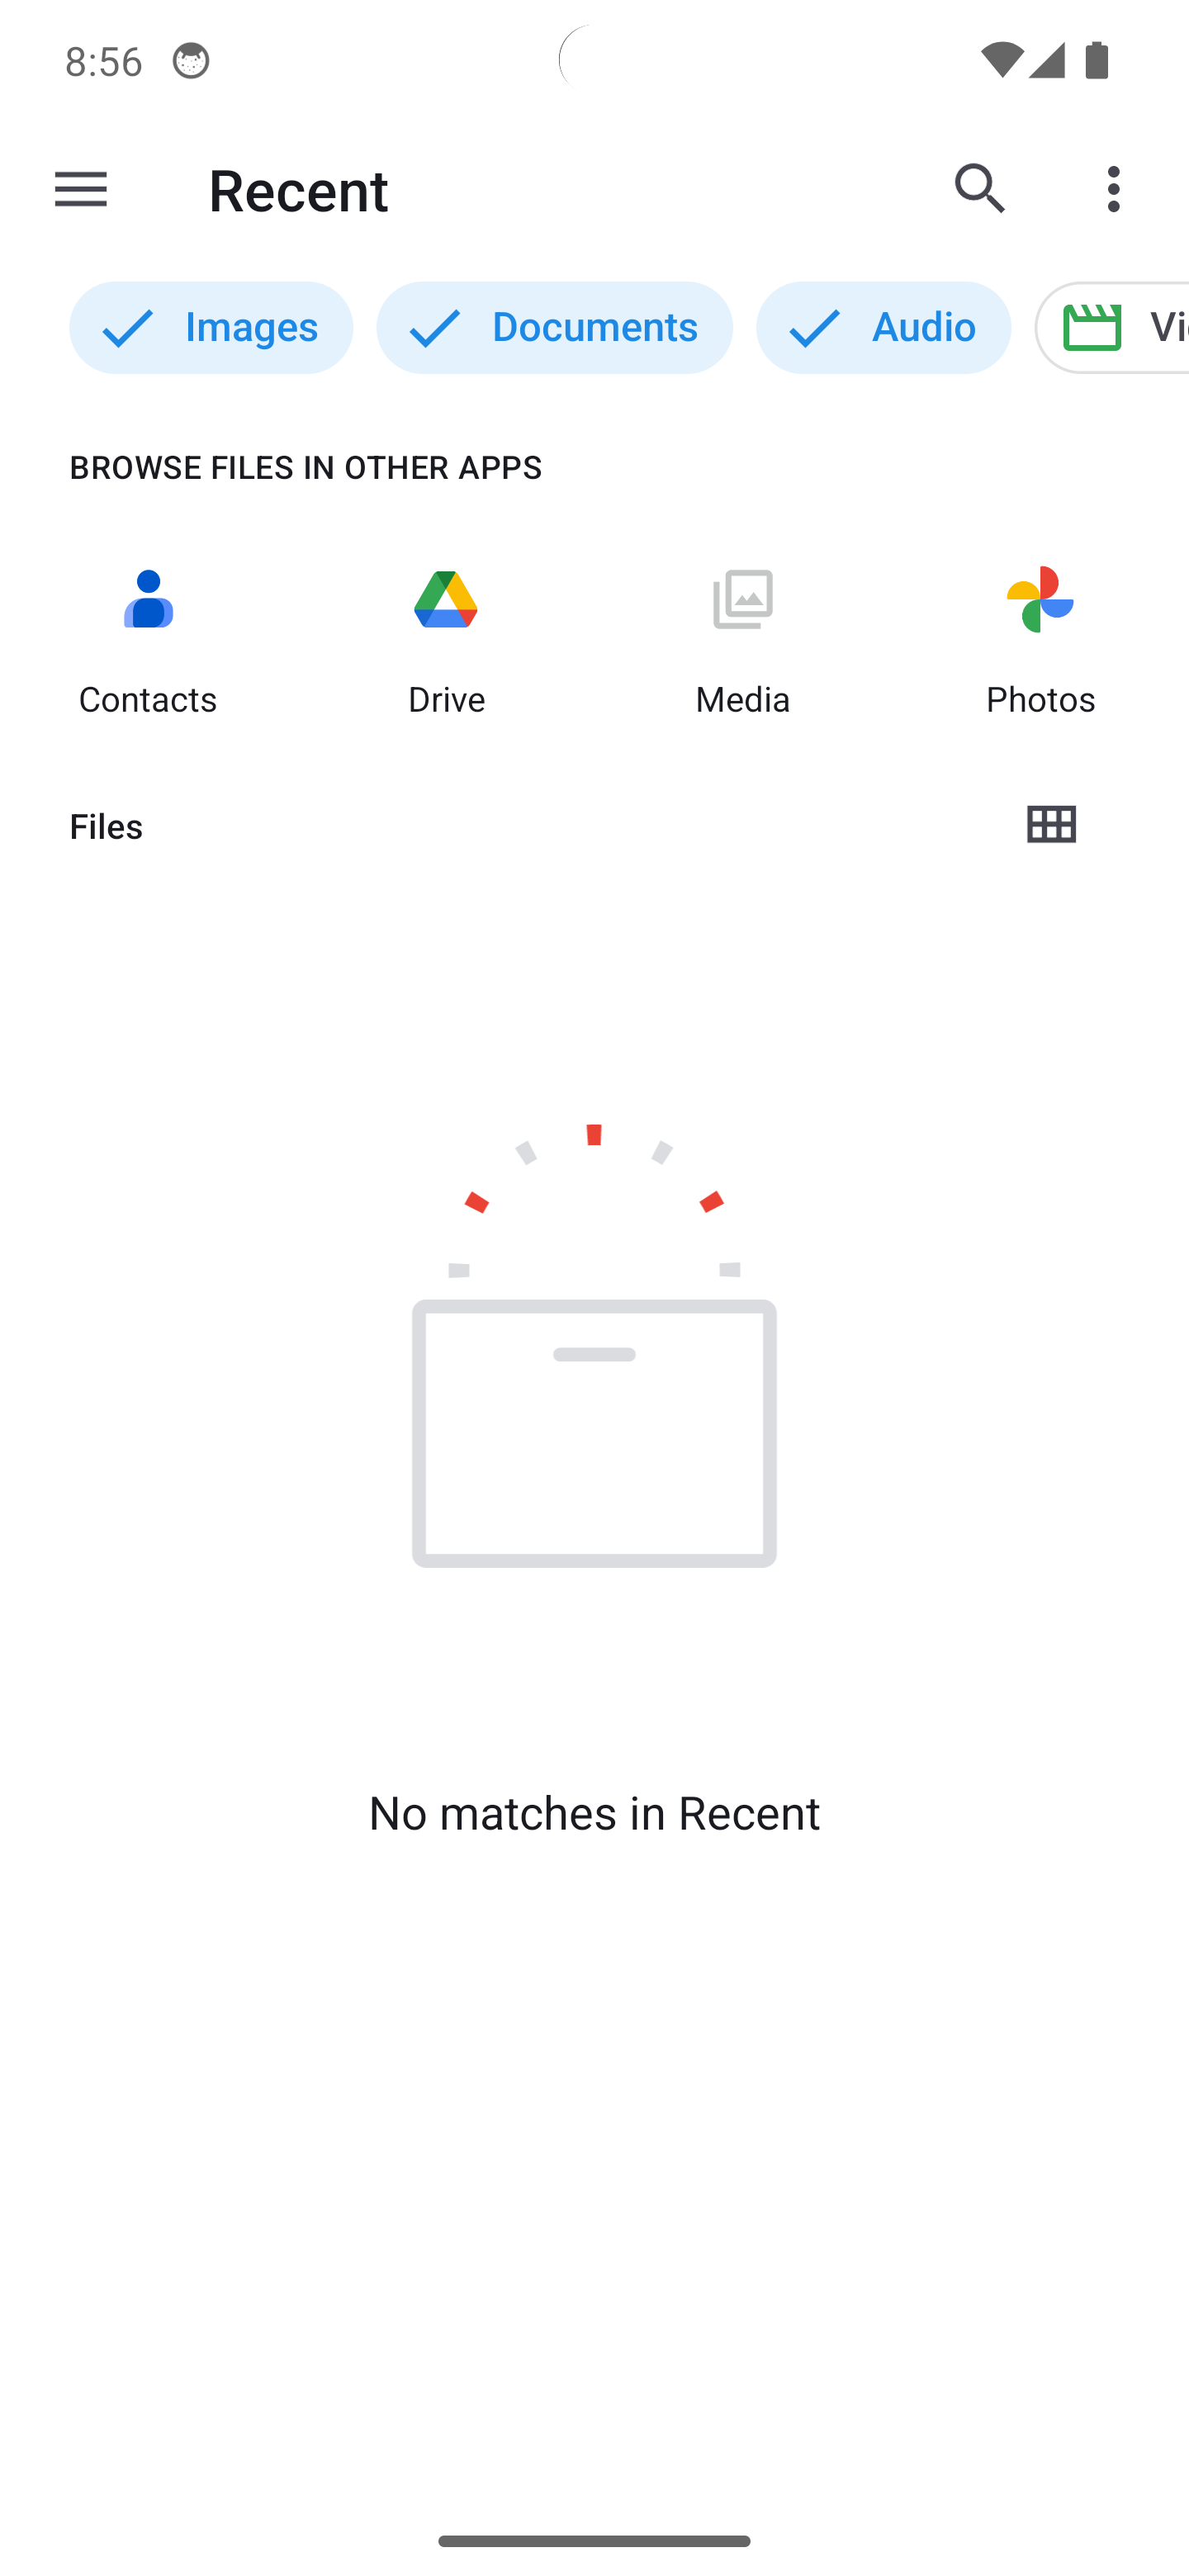 8:56
Recent
Images
Documents
Audio
Vi
BROWSE FILES IN OTHER APPS
Contacts
Drive
Media
Photos
Files
No matches in Recent